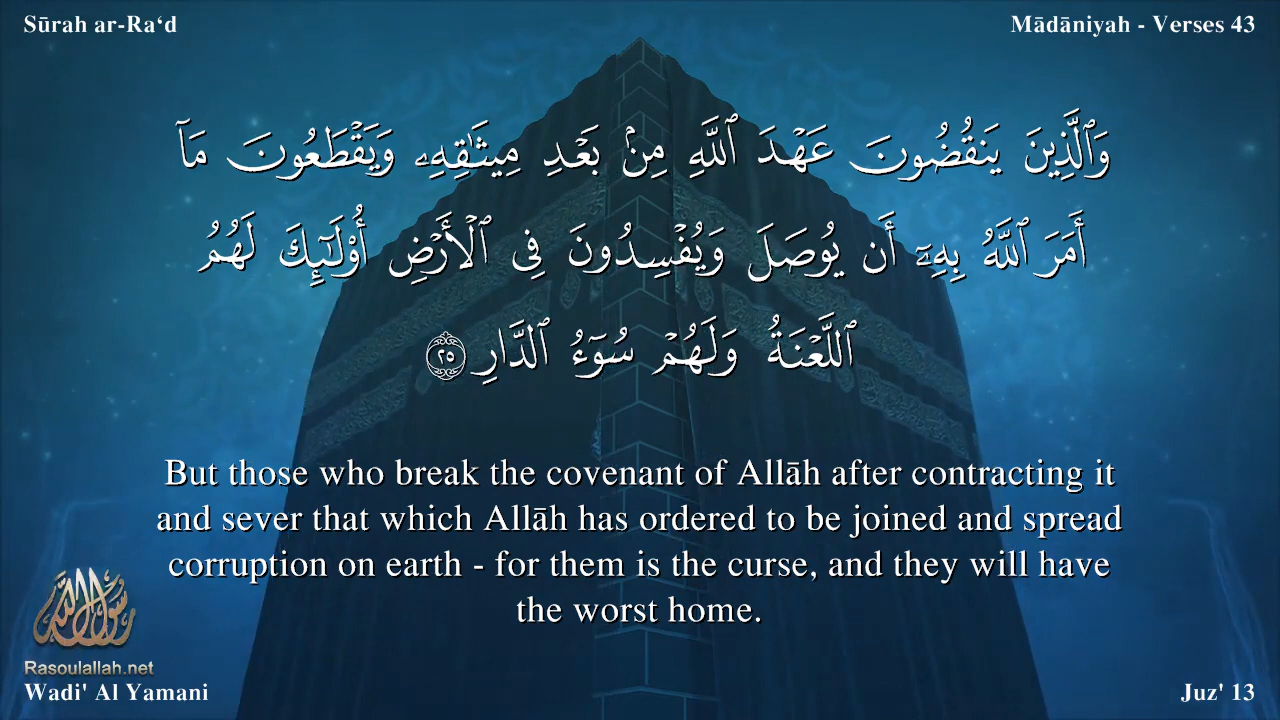 Sūrah ar-Ra‘d
Mādāniyah - Verses 43
وَٱلَّذِينَ يَنقُضُونَ عَهْدَ ٱللَّهِ مِنۢ بَعْدِ مِيثَٰقِهِۦ وَيَقْطَعُونَ مَآ
أَمَرَ ٱللَّهُ بِهِۦٓ أَن يُوصَلَ وَيُفْسِدُونَ فِى ٱلْأَرْضِ أُو۟لَٰٓئِكَ لَهُمُ
ٱللَّعْنَةُ وَلَهُمْ سُوٓءُ ٱلدَّارِ ٢٥
But those who break the covenant of Allāh after contracting it
and sever that which Allāh has ordered to be joined and spread
corruption on earth - for them is the curse, and they will have
the worst home.
رسول الله
Rasoulallah.net
Wadi' Al Yamani
Juz' 13